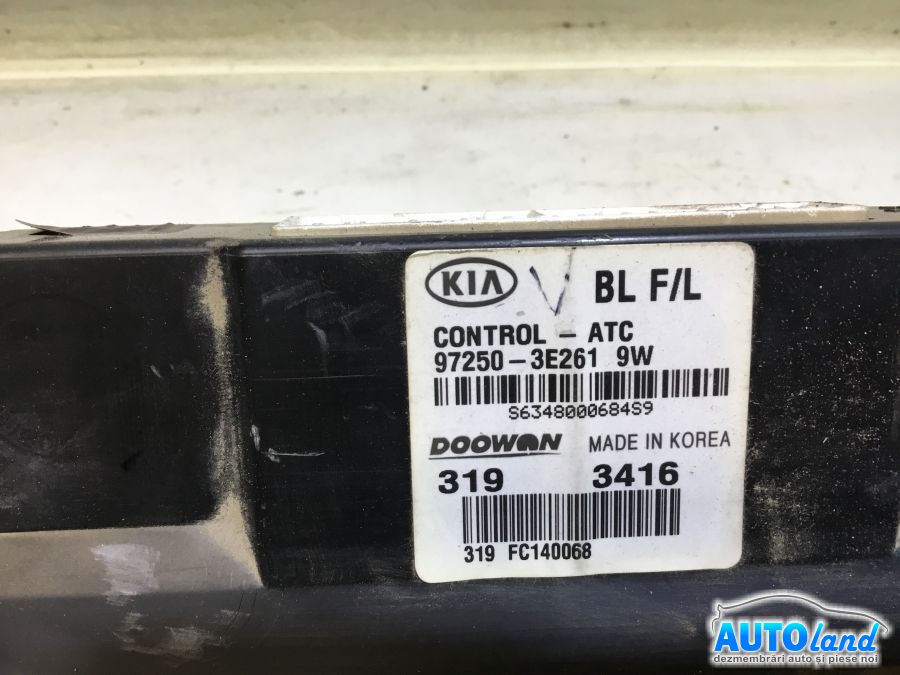 KIA V BL F/L
CONTROL - ATC
97250-3E261 9W
S6348000684S9
DOOWON MADE IN KOREA
319 3416
319 FC140068
AUTOland
dezmembrări auto și piese noi